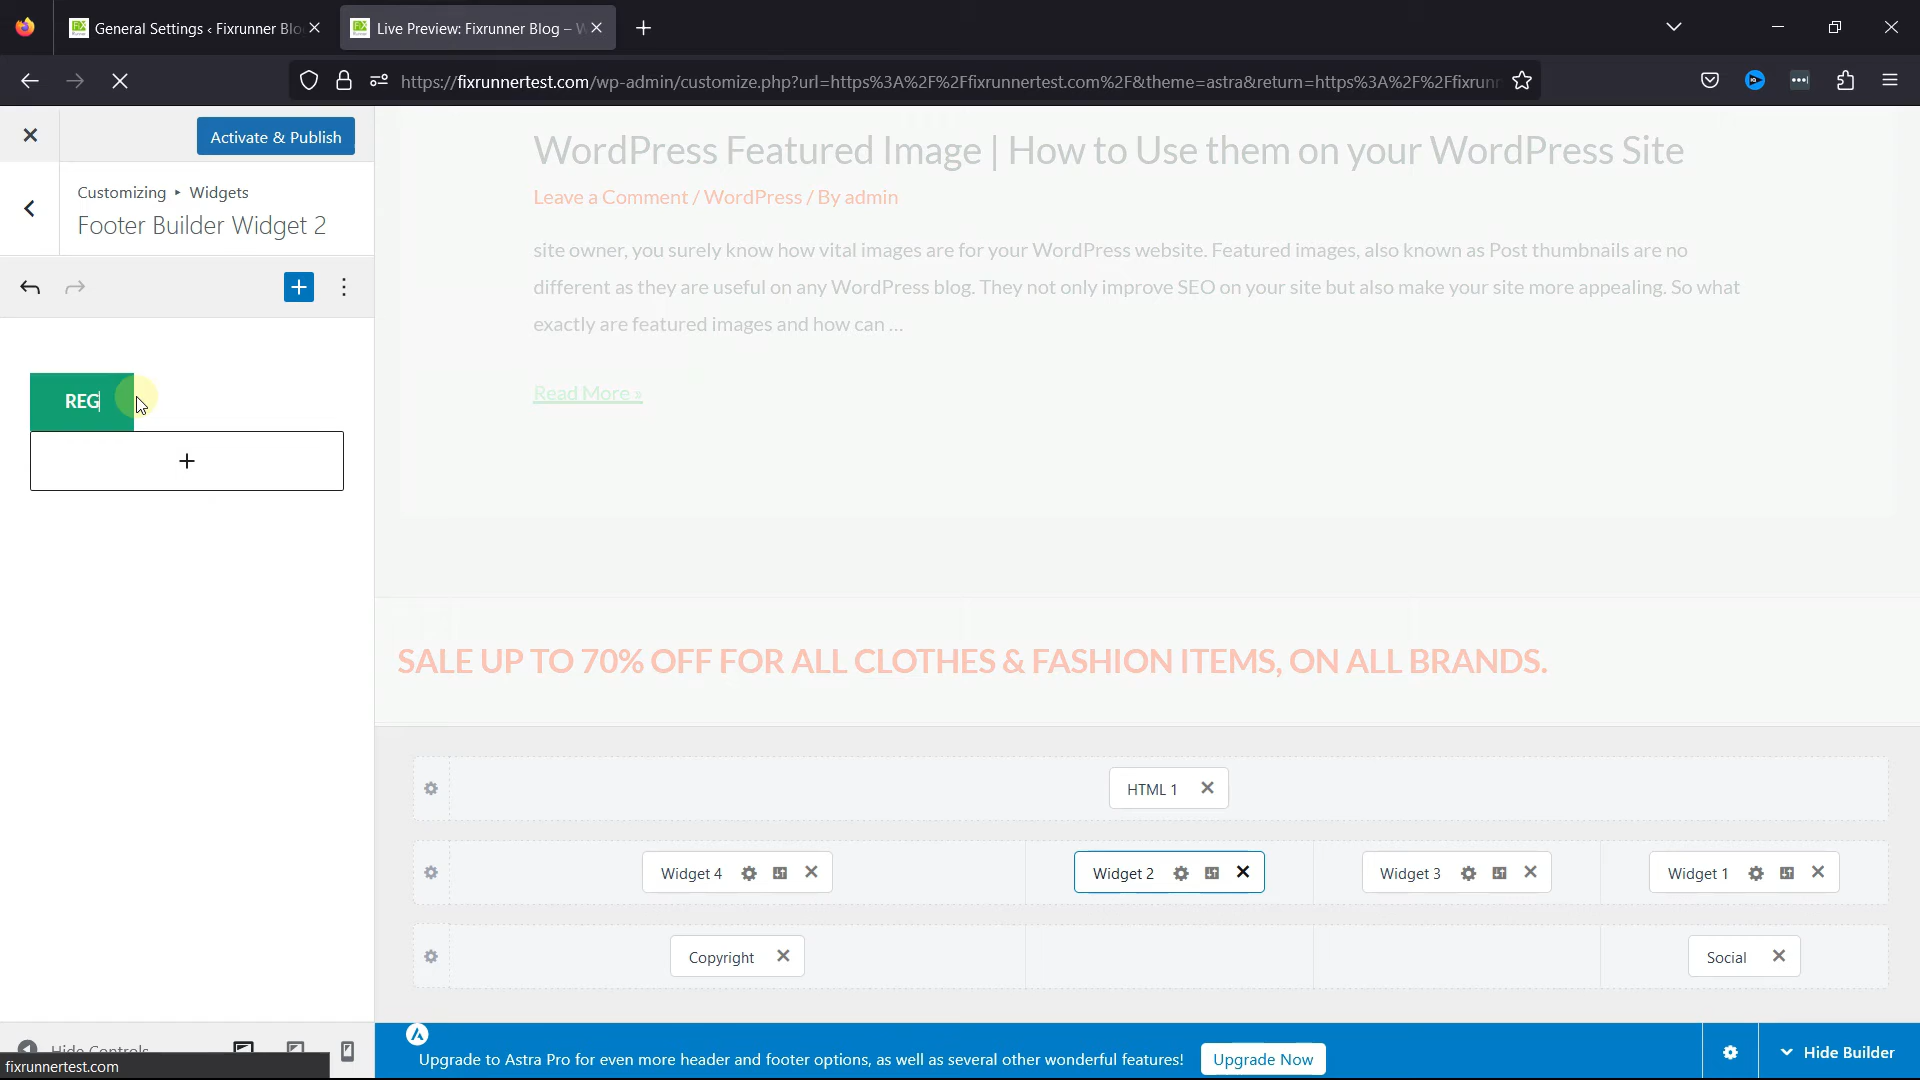 General Settings ‹ Fixrunner Blo
Live Preview: Fixrunner Blog – W
https://fixrunnertest.com/wp-admin/customize.php?url=https%3A%2F%2Ffixrunnertest.com%2F&theme=astra&return=https%3A%2F%2Ffixrunn
Activate & Publish
Customizing ▸ Widgets
Footer Builder Widget 2
REG
WordPress Featured Image | How to Use them on your WordPress Site
Leave a Comment / WordPress / By admin
site owner, you surely know how vital images are for your WordPress website. Featured images, also known as Post thumbnails are no
different as they are useful on any WordPress blog. They not only improve SEO on your site but also make your site more appealing. So what
exactly are featured images and how can …
Read More »
SALE UP TO 70% OFF FOR ALL CLOTHES & FASHION ITEMS, ON ALL BRANDS.
HTML 1
Widget 4
Widget 2
Widget 3
Widget 1
Copyright
Social
Hide Controls
fixrunnertest.com
Upgrade to Astra Pro for even more header and footer options, as well as several other wonderful features!
Upgrade Now
Hide Builder